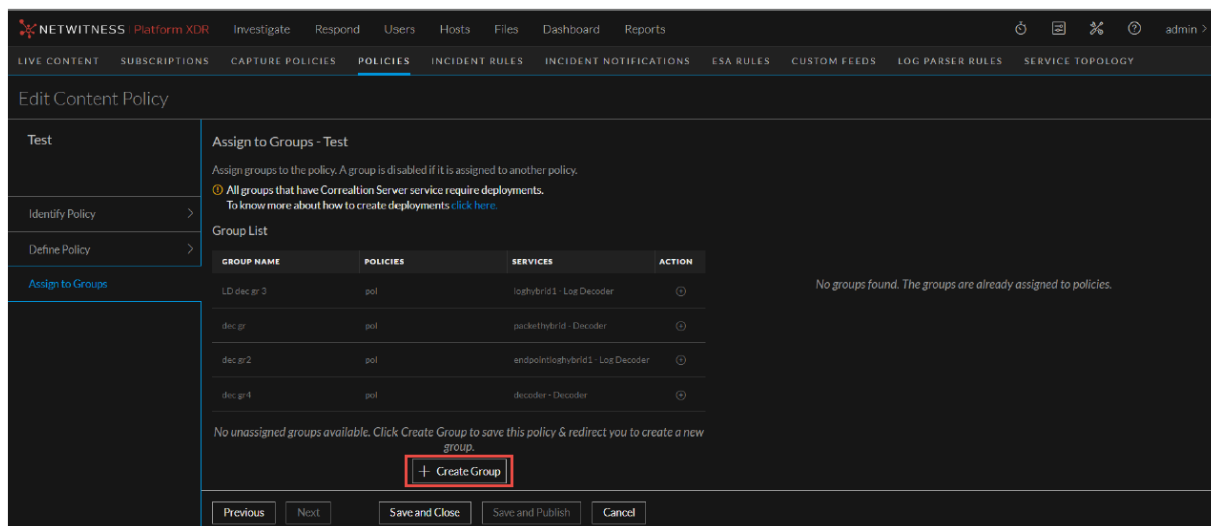 NETWITNESS Platform XDR Investigate Respond Users Hosts Files Dashboard Reports admin >
LIVE CONTENT SUBSCRIPTIONS CAPTURE POLICIES POLICIES INCIDENT RULES INCIDENT NOTIFICATIONS ESA RULES CUSTOM FEEDS LOG PARSER RULES SERVICE TOPOLOGY
Edit Content Policy
Test
Identify Policy
Define Policy
Assign to Groups
Assign to Groups - Test
Assign groups to the policy. A group is disabled if it is assigned to another policy.
All groups that have Correaltion Server service require deployments.
To know more about how to create deployments click here.
Group List
GROUP NAME POLICIES SERVICES ACTION
LD dec gr 3 pol loghybrid1 - Log Decoder
dec gr pol packethybrid - Decoder
dec gr2 pol endpointloghybrid1 - Log Decoder
dec gr4 pol decoder - Decoder
No unassigned groups available. Click Create Group to save this policy & redirect you to create a new
group.
+ Create Group
No groups found. The groups are already assigned to policies.
Previous Next Save and Close Save and Publish Cancel